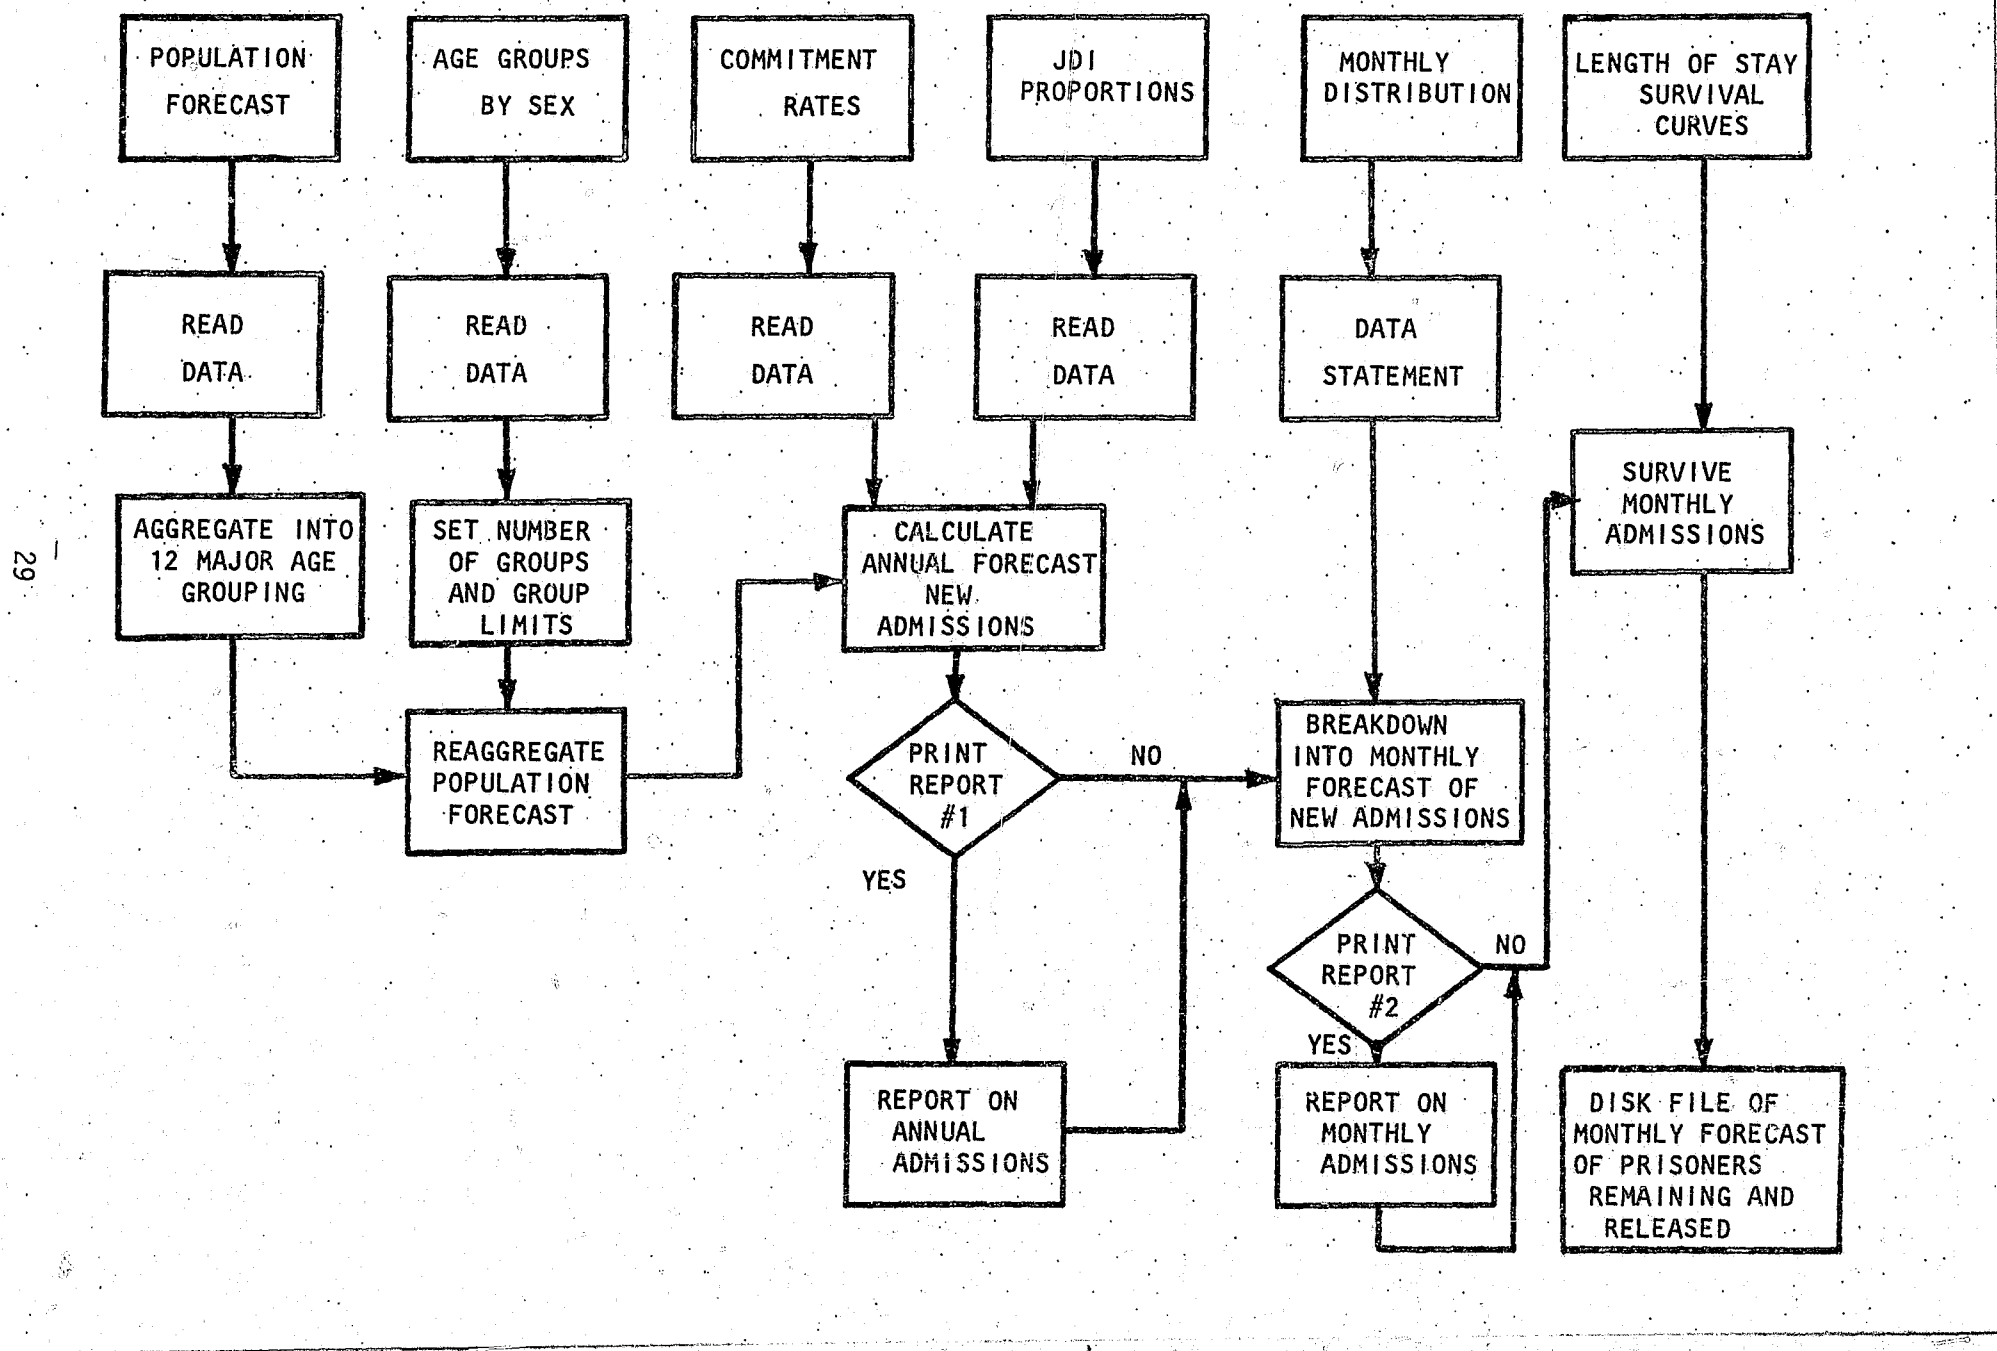 POPULATION
FORECAST
AGE GROUPS
BY SEX
COMMITMENT
RATES
JDI
PROPORTIONS
MONTHLY
DISTRIBUTION
LENGTH OF STAY
SURVIVAL
CURVES
READ
DATA
READ
DATA
READ
DATA
READ
DATA
DATA
STATEMENT
SURVIVE
MONTHLY
ADMISSIONS
AGGREGATE INTO
12 MAJOR AGE
GROUPING
SET NUMBER
OF GROUPS
AND GROUP
LIMITS
CALCULATE
ANNUAL FORECAST
NEW
ADMISSIONS
REAGGREGATE
POPULATION
FORECAST
PRINT
REPORT
#1
NO
YES
BREAKDOWN
INTO MONTHLY
FORECAST OF
NEW ADMISSIONS
PRINT
REPORT
#2
NO
YES
REPORT ON
ANNUAL
ADMISSIONS
REPORT ON
MONTHLY
ADMISSIONS
DISK FILE OF
MONTHLY FORECAST
OF PRISONERS
REMAINING AND
RELEASED
- 29